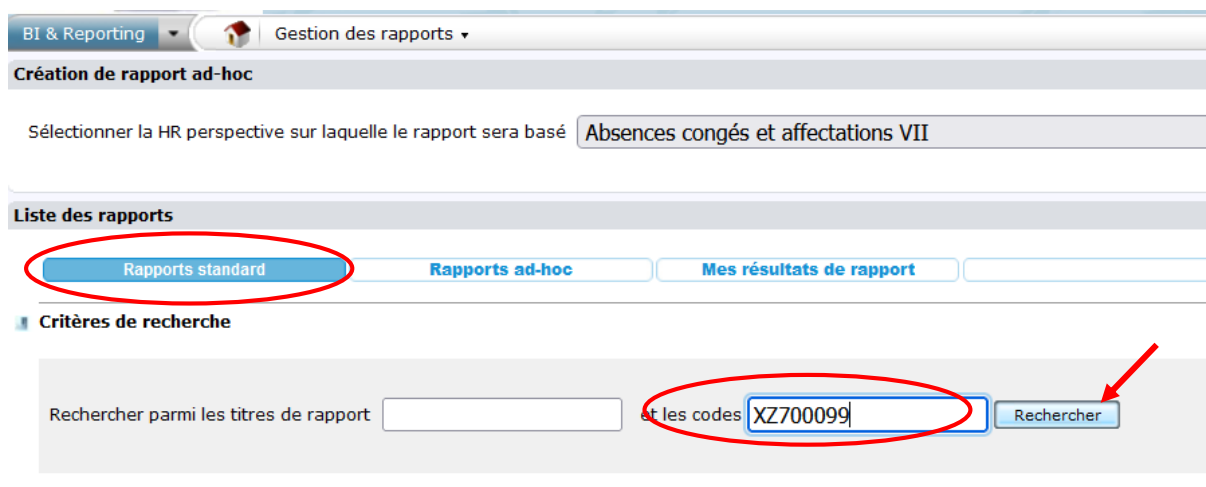 BI & Reporting Gestion des rapports
Création de rapport ad-hoc
Sélectionner la HR perspective sur laquelle le rapport sera basé Absences congés et affectations VII
Liste des rapports
Rapports standard Rapports ad-hoc Mes résultats de rapport
Critères de recherche
Rechercher parmi les titres de rapport et les codes XZ700099 Rechercher